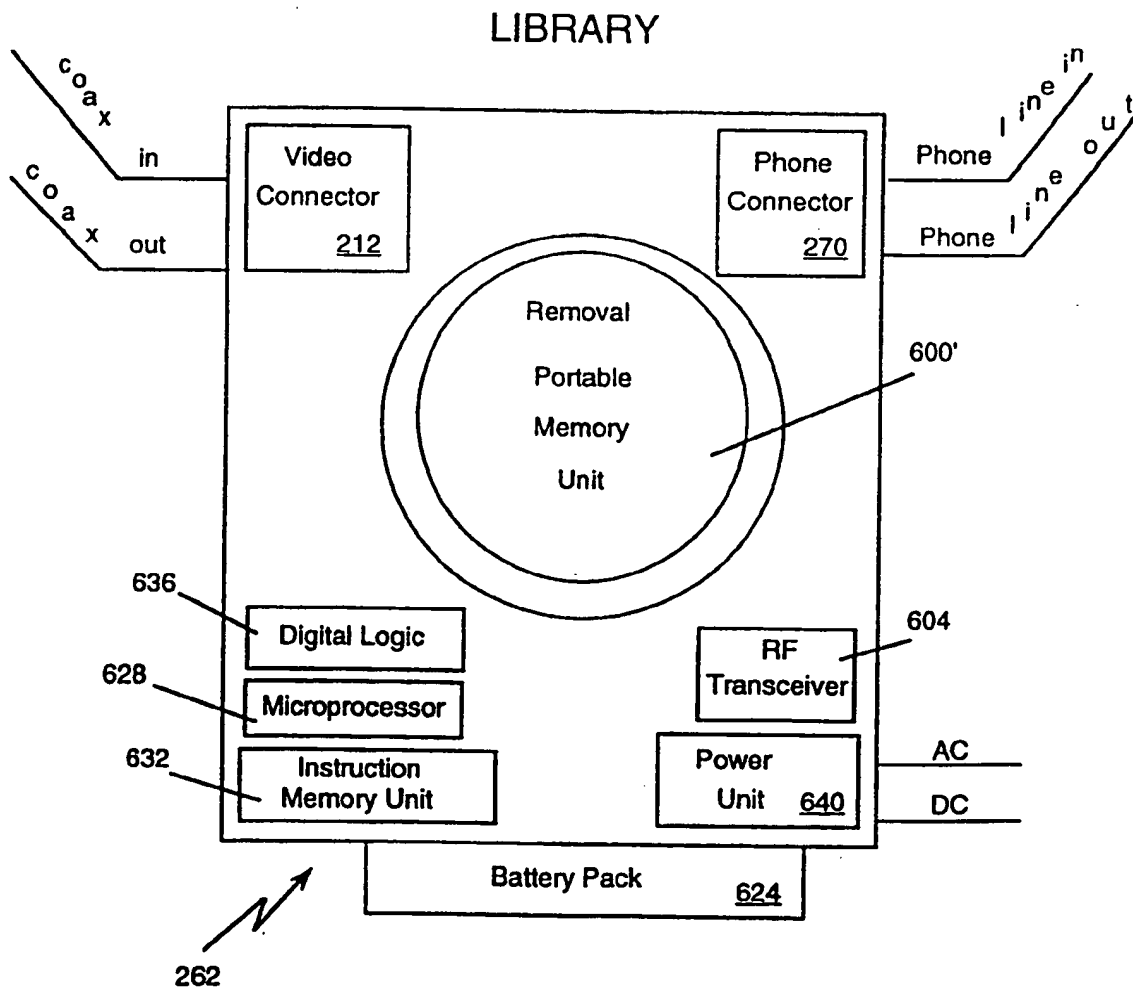 LIBRARY
coax in
coax out
Video
Connector
212
Phone
Connector
270
Phone line in
Phone line out
Removal
Portable
Memory
Unit
600'
636
Digital Logic
628
Microprocessor
632
Instruction
Memory Unit
604
RF
Transceiver
Power
Unit 640
AC
DC
Battery Pack 624
262